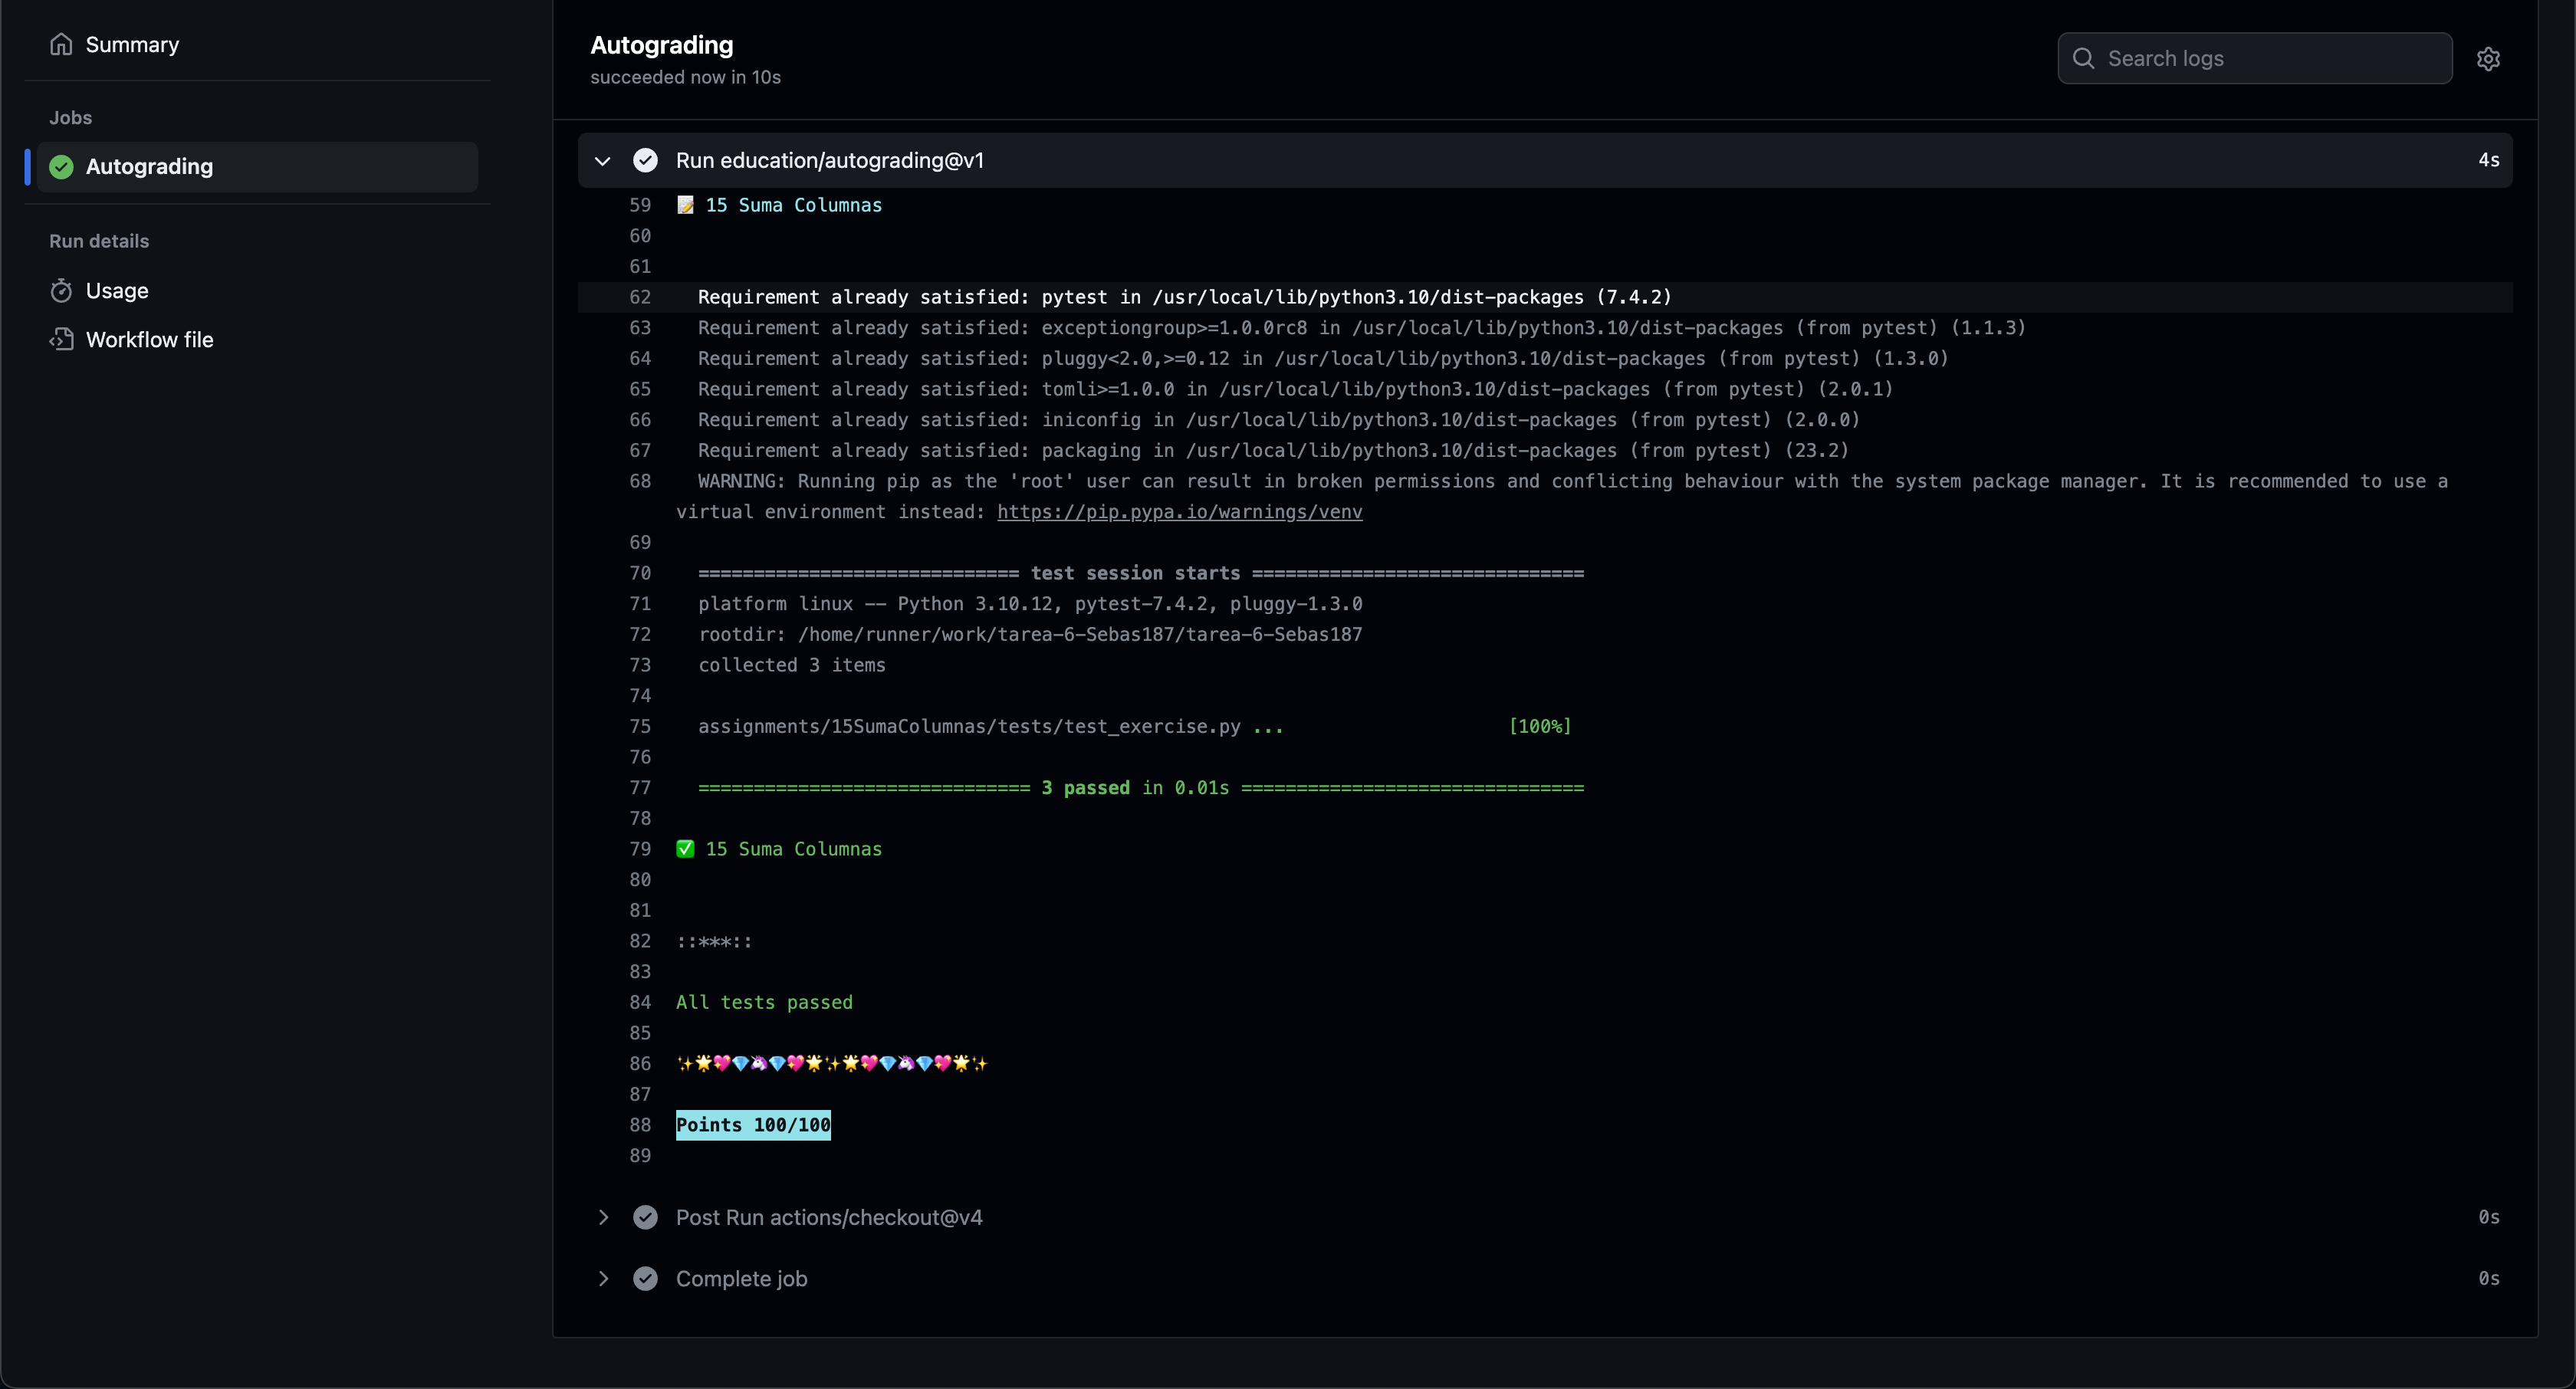 Summary
Jobs
Autograding
Run details
Usage
Workflow file
Autograding
succeeded now in 10s
Search logs
Run education/autograding@v1 4s
59 📝 15 Suma Columnas
60
61
62 Requirement already satisfied: pytest in /usr/local/lib/python3.10/dist-packages (7.4.2)
63 Requirement already satisfied: exceptiongroup>=1.0.0rc8 in /usr/local/lib/python3.10/dist-packages (from pytest) (1.1.3)
64 Requirement already satisfied: pluggy<2.0,>=0.12 in /usr/local/lib/python3.10/dist-packages (from pytest) (1.3.0)
65 Requirement already satisfied: tomli>=1.0.0 in /usr/local/lib/python3.10/dist-packages (from pytest) (2.0.1)
66 Requirement already satisfied: iniconfig in /usr/local/lib/python3.10/dist-packages (from pytest) (2.0.0)
67 Requirement already satisfied: packaging in /usr/local/lib/python3.10/dist-packages (from pytest) (23.2)
68 WARNING: Running pip as the 'root' user can result in broken permissions and conflicting behaviour with the system package manager. It is recommended to use a
virtual environment instead: https://pip.pypa.io/warnings/venv
69
70 ============================= test session starts ==============================
71 platform linux -- Python 3.10.12, pytest-7.4.2, pluggy-1.3.0
72 rootdir: /home/runner/work/tarea-6-Sebas187/tarea-6-Sebas187
73 collected 3 items
74
75 assignments/15SumaColumnas/tests/test_exercise.py ... [100%]
76
77 ============================== 3 passed in 0.01s ===============================
78
79 ✅ 15 Suma Columnas
80
81
82 ::***::
83
84 All tests passed
85
86 ✨🌟💖💎🦄💎💖🌟✨🌟💖💎🦄💎💖🌟✨
87
88 Points 100/100
89
Post Run actions/checkout@v4 0s
Complete job 0s